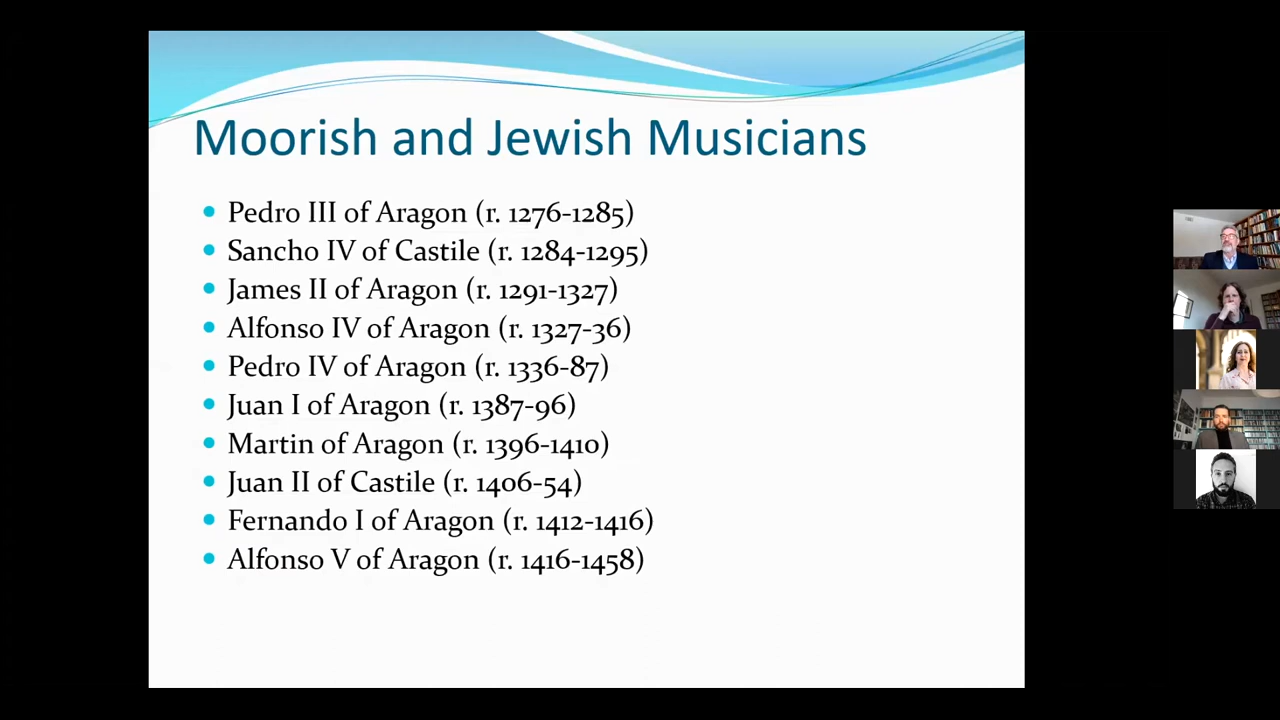 Moorish and Jewish Musicians
Pedro III of Aragon (r. 1276-1285)
Sancho IV of Castile (r. 1284-1295)
James II of Aragon (r. 1291-1327)
Alfonso IV of Aragon (r. 1327-36)
Pedro IV of Aragon (r. 1336-87)
Juan I of Aragon (r. 1387-96)
Martin of Aragon (r. 1396-1410)
Juan II of Castile (r. 1406-54)
Fernando I of Aragon (r. 1412-1416)
Alfonso V of Aragon (r. 1416-1458)